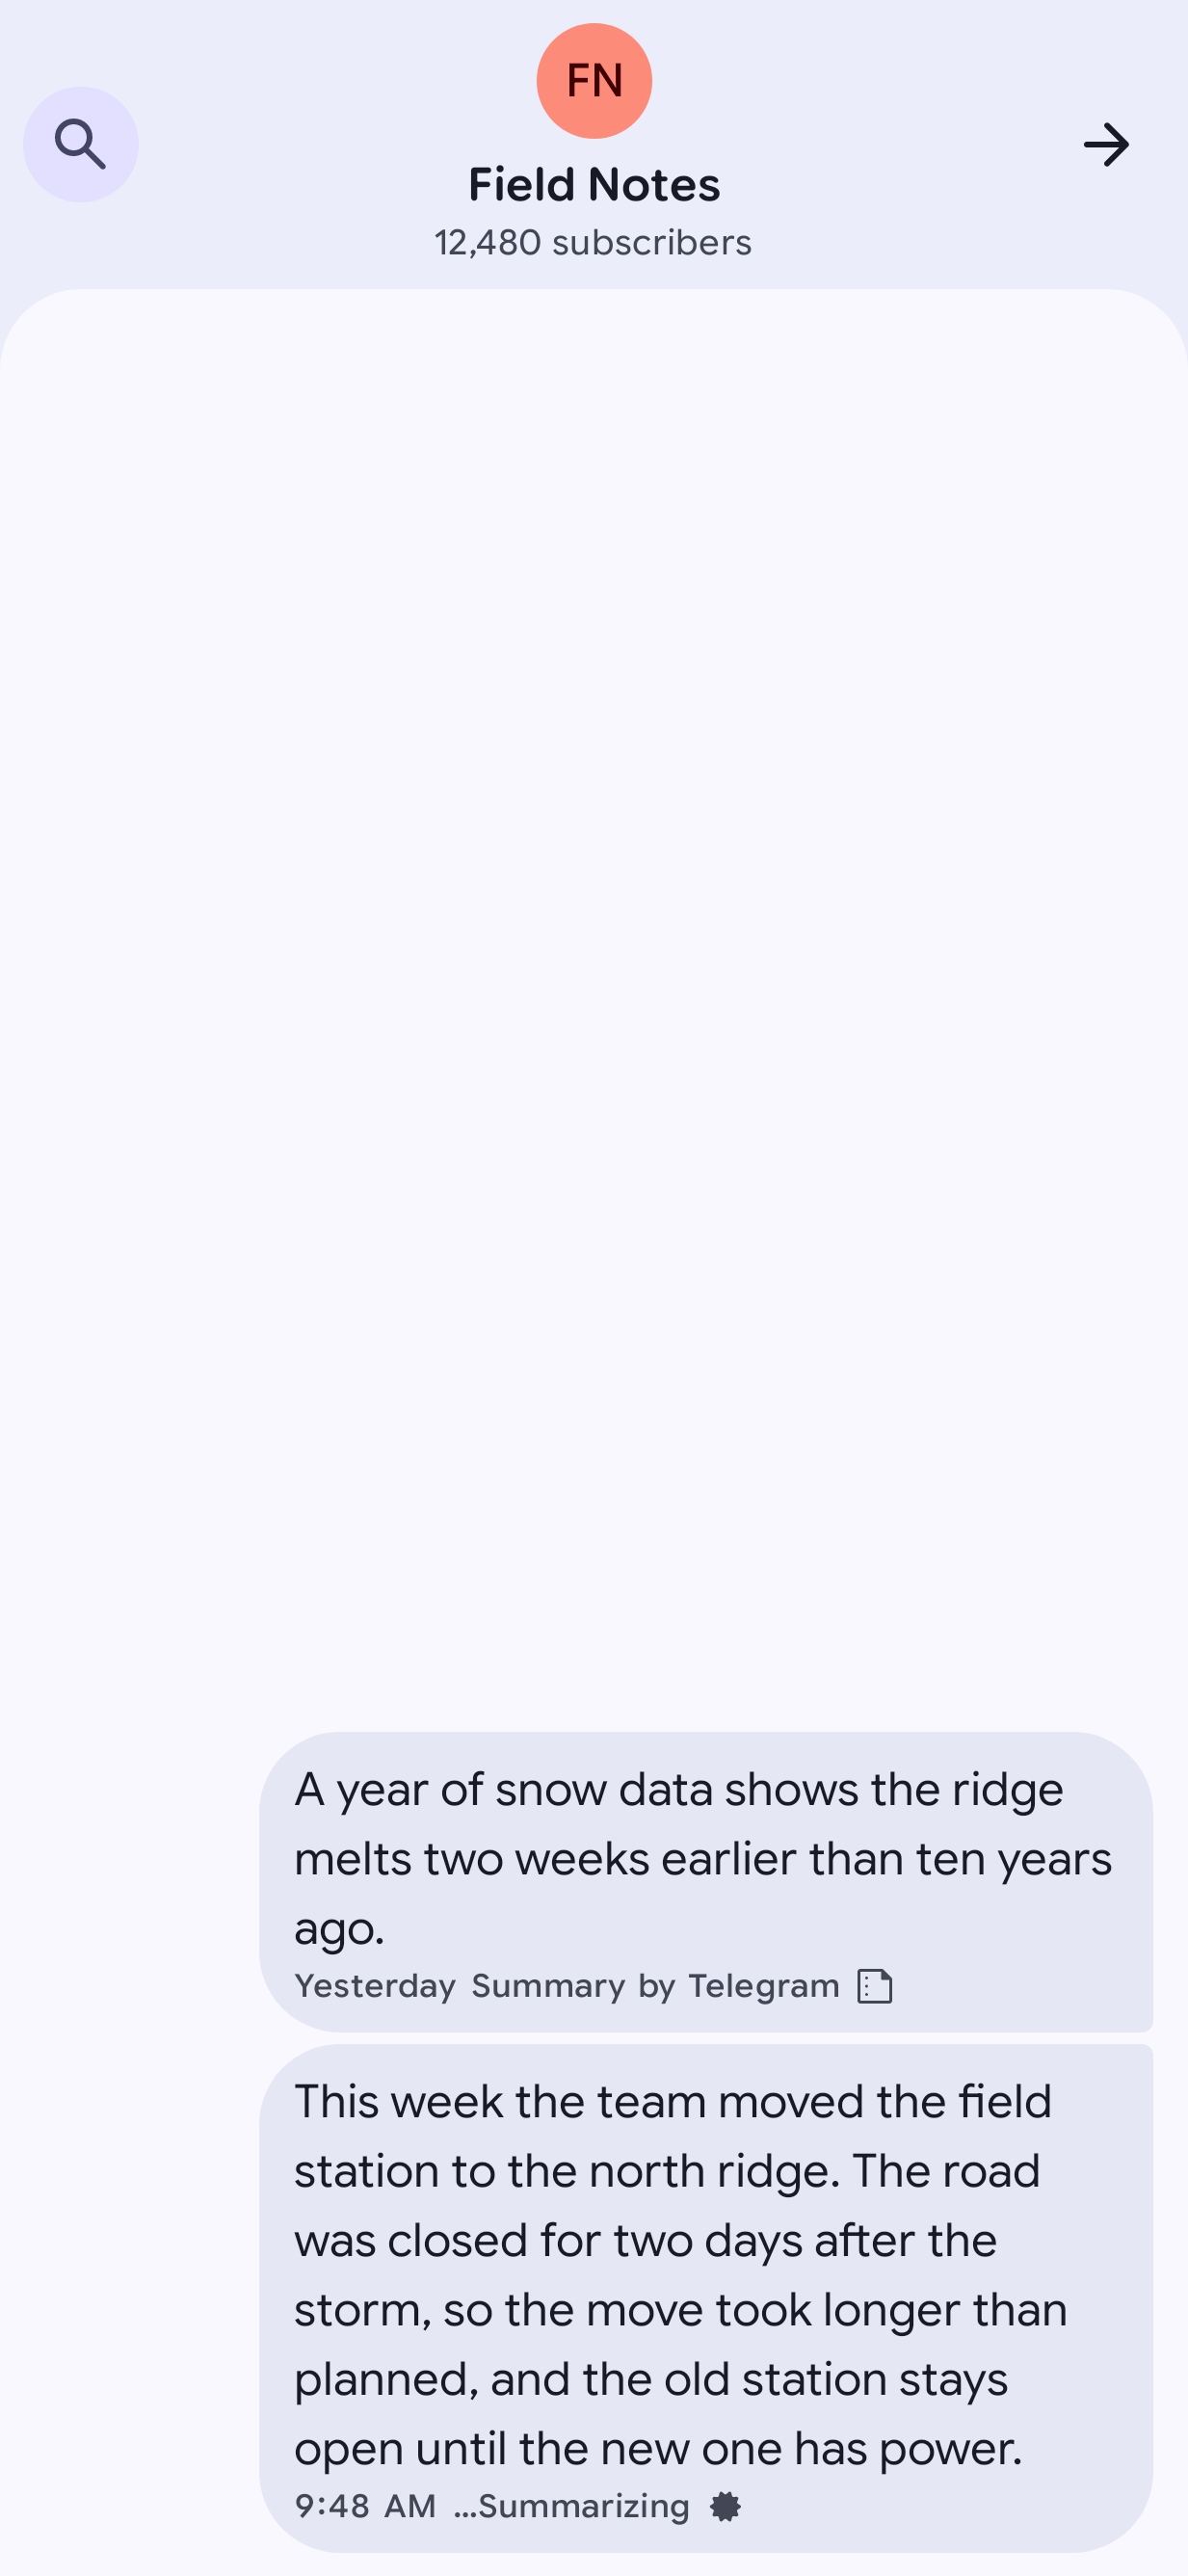 FN
Field Notes
12,480 subscribers
A year of snow data shows the ridge
melts two weeks earlier than ten years
ago.
Yesterday Summary by Telegram
This week the team moved the field
station to the north ridge. The road
was closed for two days after the
storm, so the move took longer than
planned, and the old station stays
open until the new one has power.
9:48 AM ...Summarizing